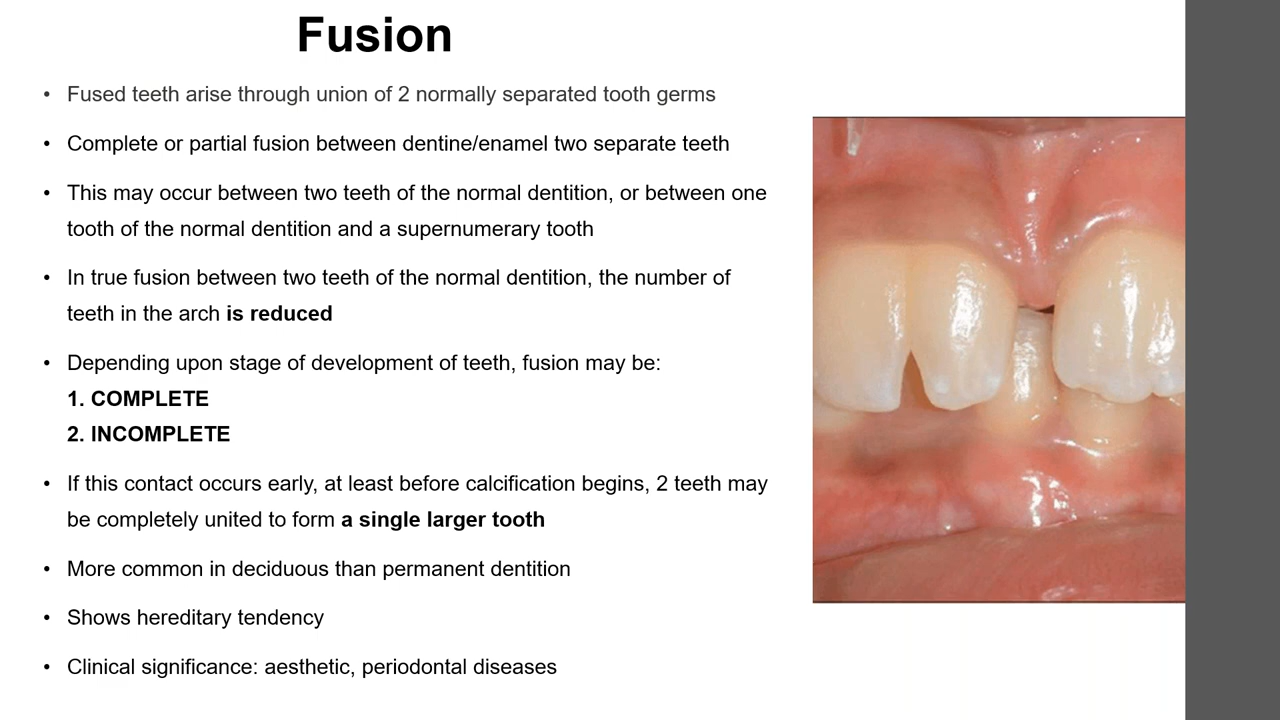 Fusion
• Fused teeth arise through union of 2 normally separated tooth germs
• Complete or partial fusion between dentine/enamel two separate teeth
• This may occur between two teeth of the normal dentition, or between one
tooth of the normal dentition and a supernumerary tooth
• In true fusion between two teeth of the normal dentition, the number of
teeth in the arch is reduced
• Depending upon stage of development of teeth, fusion may be:
1. COMPLETE
2. INCOMPLETE
• If this contact occurs early, at least before calcification begins, 2 teeth may
be completely united to form a single larger tooth
• More common in deciduous than permanent dentition
• Shows hereditary tendency
• Clinical significance: aesthetic, periodontal diseases